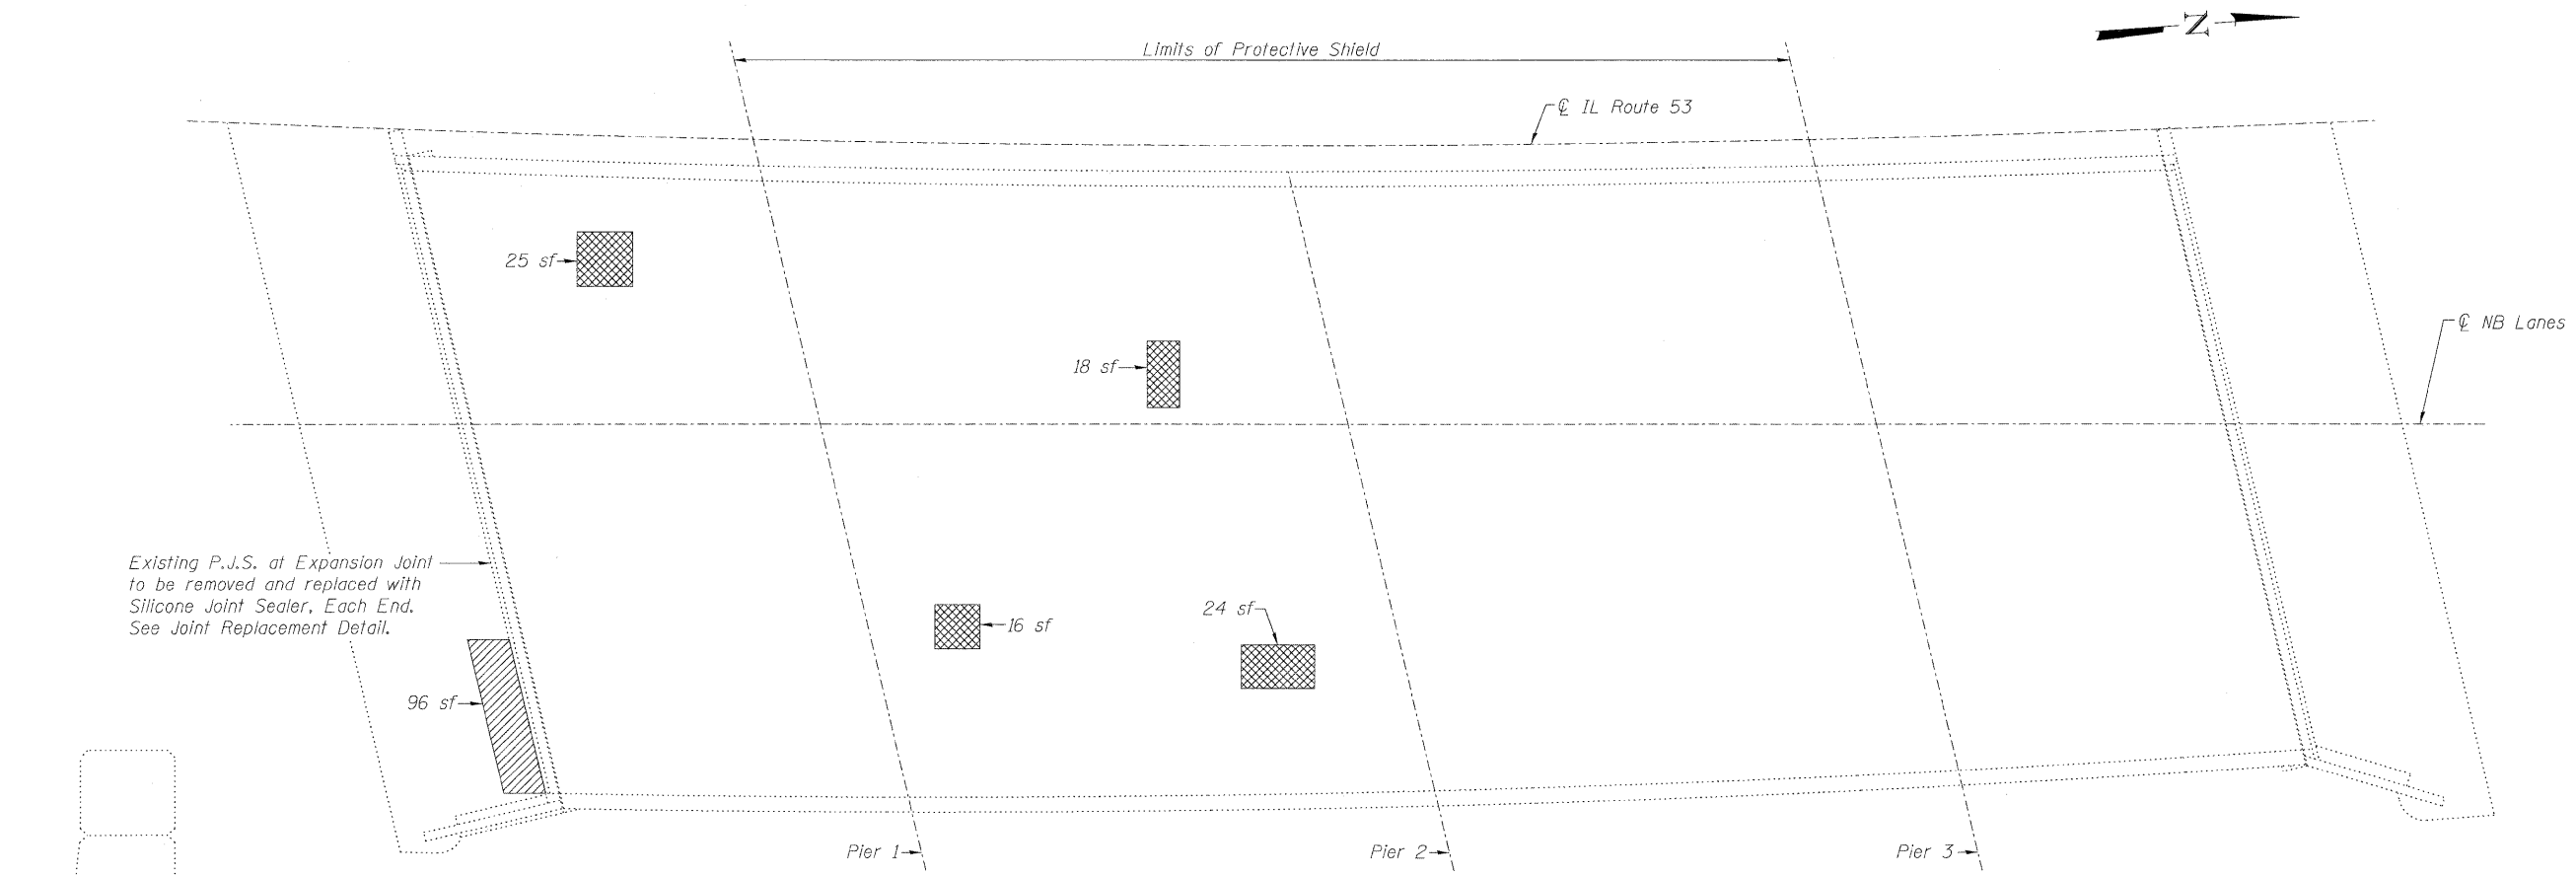 N
Limits of Protective Shield
℄ IL Route 53
25 sf
18 sf
℄ NB Lanes
Existing P.J.S. at Expansion Joint
to be removed and replaced with
Silicone Joint Sealer, Each End.
See Joint Replacement Detail.
16 sf
24 sf
96 sf
Pier 1
Pier 2
Pier 3